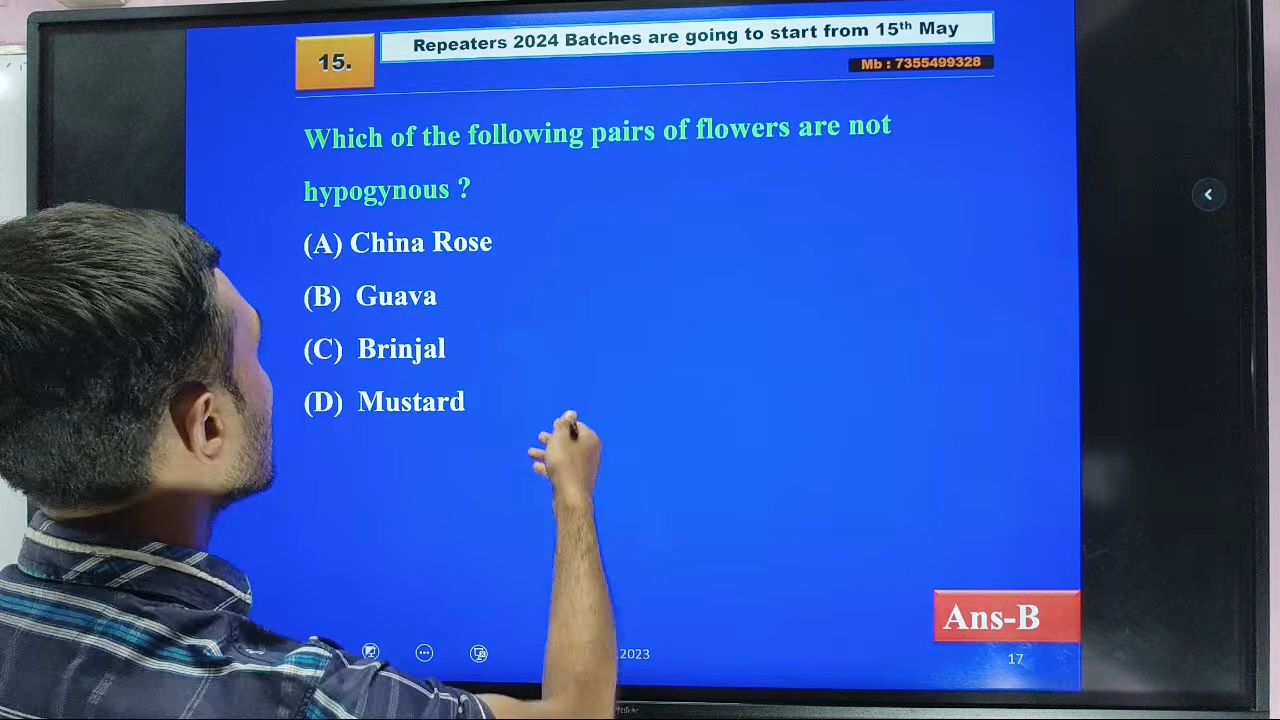 15.
Repeaters 2024 Batches are going to start from 15th May
Mb : 7355499328
Which of the following pairs of flowers are not
hypogynous ?
(A) China Rose
(B) Guava
(C) Brinjal
(D) Mustard
Ans-B
2023
17